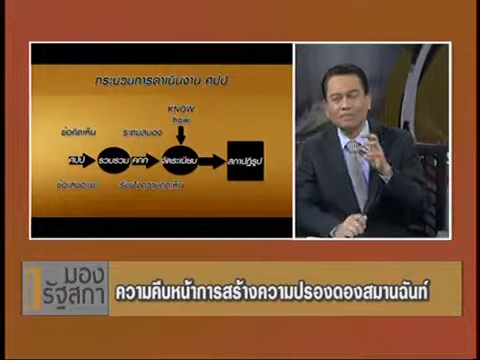 กระบวนการดำเนินงาน ศปป
KNOW
how
ข้อคิดเห็น ระดมสมอง
ศปป รวบรวม คกก จัดระเบียบ สภาปฏิรูป
ข้อเสนอแนะ รับฟังความคิดเห็น
มอง
รัฐสภา
ความคืบหน้าการสร้างความปรองดองสมานฉันท์